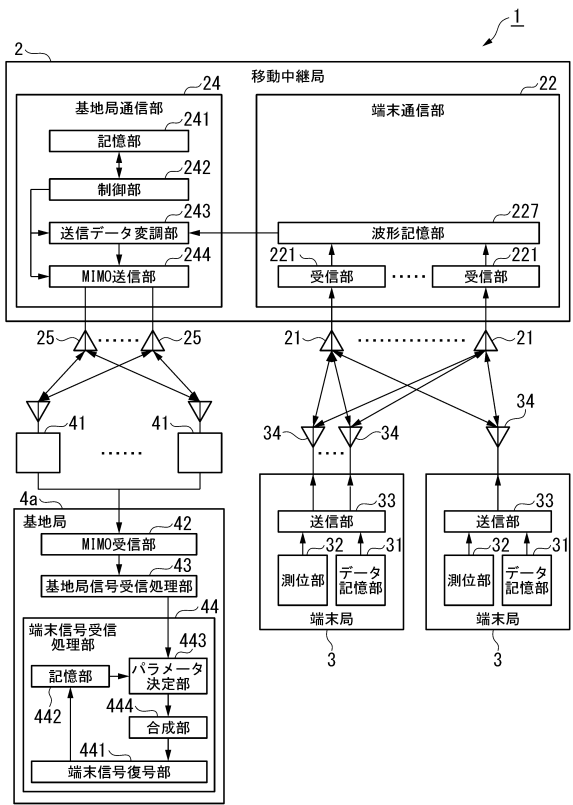 1
2
移動中継局
24
基地局通信部
241
記憶部
242
制御部
243
送信データ変調部
244
MIMO送信部
22
端末通信部
227
波形記憶部
221
受信部
......
221
受信部
25
......
25
21
..............
21
41
......
41
34
....
34
34
4a
基地局
42
MIMO受信部
43
基地局信号受信処理部
44
端末信号受信
処理部
443
パラメータ
決定部
記憶部
442
444
合成部
441
端末信号復号部
33
送信部
32
測位部
31
データ
記憶部
端末局
3
33
送信部
32
測位部
31
データ
記憶部
端末局
3